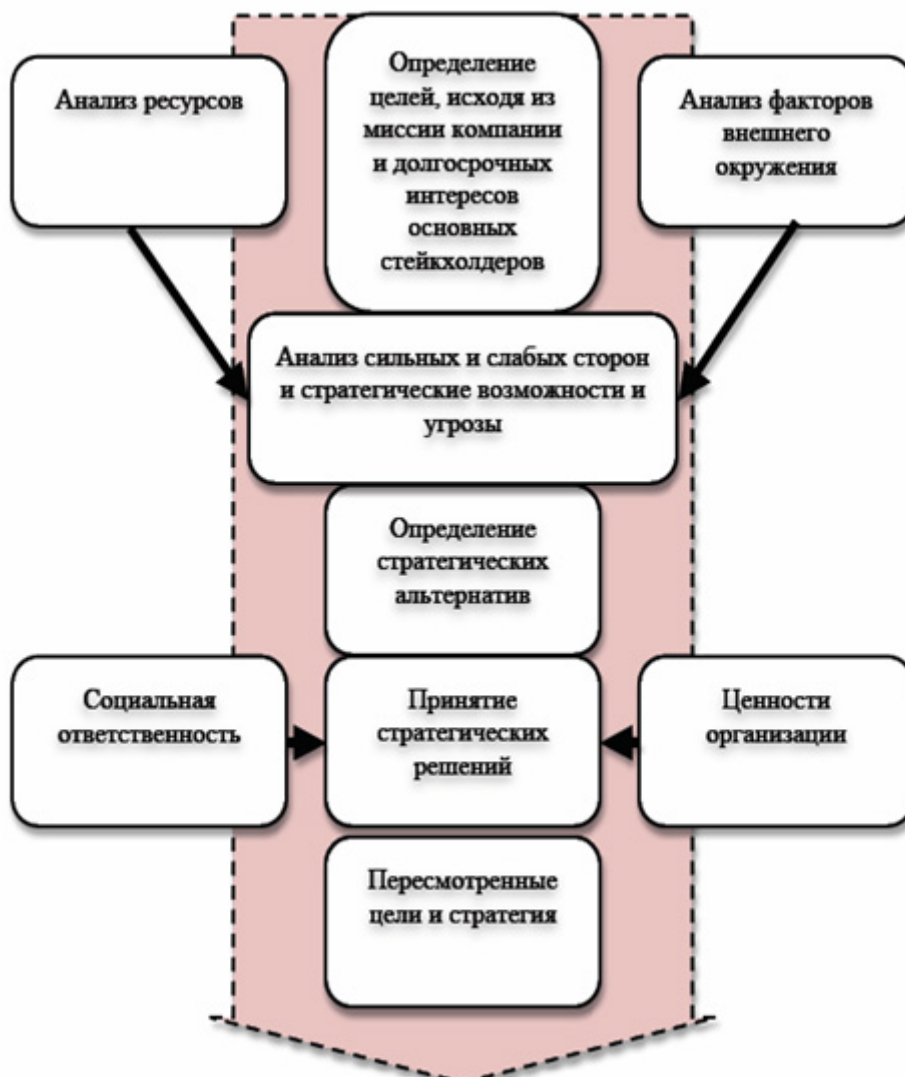 Анализ ресурсов
Определение
целей, исходя из
миссии компании
и долгосрочных
интересов
основных
стейкхолдеров
Анализ факторов
внешнего
окружения
Анализ сильных и слабых сторон
и стратегические возможности и
угрозы
Определение
стратегических
альтернатив
Социальная
ответственность
Принятие
стратегических
решений
Ценности
организации
Пересмотренные
цели и стратегия